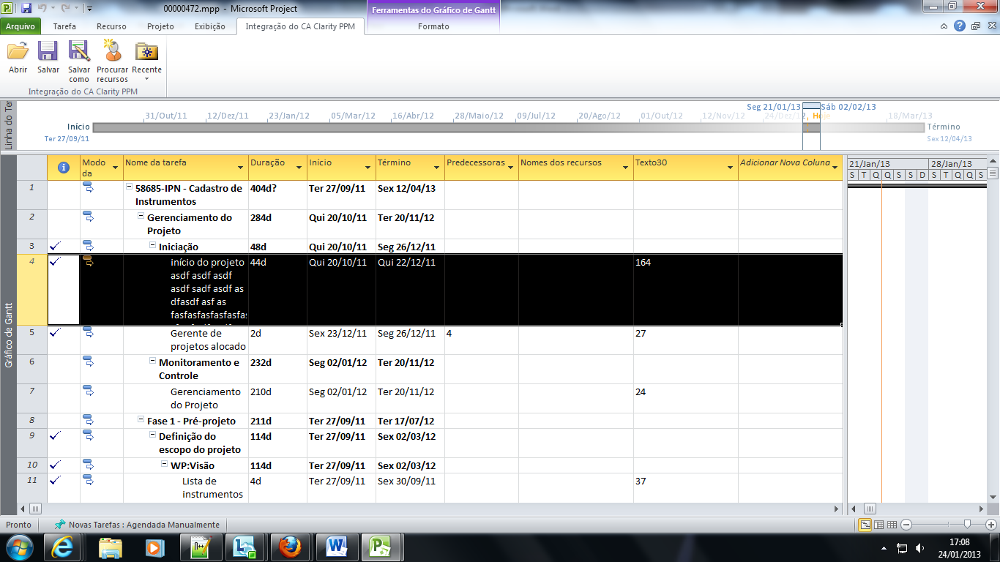 00000472.mpp - Microsoft Project
Ferramentas do Gráfico de Gantt
Arquivo Tarefa Recurso Projeto Exibição Integração do CA Clarity PPM Formato
Abrir Salvar Salvar como Procurar recursos Recente
Integração do CA Clarity PPM
Linha do Ter
Seg 21/01/13 Sáb 02/02/13
31/Out/11 12/Dez/11 23/Jan/12 05/Mar/12 16/Abr/12 28/Maio/12 09/Jul/12 20/Ago/12 01/Out/12 12/Nov/12 24/Dez/12 18/Mar/13
Início Término
Ter 27/09/11 Sex 12/04/13
Gráfico de Gantt
Modo da Nome da tarefa Duração Início Término Predecessoras Nomes dos recursos Texto30 Adicionar Nova Coluna
21/Jan/13 28/Jan/13
S T Q Q S S D S T Q Q S
1 58685-IPN - Cadastro de 404d? Ter 27/09/11 Sex 12/04/13
Instrumentos
2 Gerenciamento do 284d Qui 20/10/11 Ter 20/11/12
Projeto
3 Iniciação 48d Qui 20/10/11 Seg 26/12/11
4 início do projeto 44d Qui 20/10/11 Qui 22/12/11 164
asdf asdf asdf
asdf sadf asdf as
dfasdf asf as
fasfasfasfasfasfas
5 Gerente de 2d Sex 23/12/11 Seg 26/12/11 4 27
projetos alocado
6 Monitoramento e 232d Seg 02/01/12 Ter 20/11/12
Controle
7 Gerenciamento 210d Seg 02/01/12 Ter 20/11/12 24
do Projeto
8 Fase 1 - Pré-projeto 211d Ter 27/09/11 Ter 17/07/12
9 Definição do 114d Ter 27/09/11 Sex 02/03/12
escopo do projeto
10 WP:Visão 114d Ter 27/09/11 Sex 02/03/12
11 Lista de 4d Ter 27/09/11 Sex 30/09/11 37
instrumentos
Pronto Novas Tarefas : Agendada Manualmente
17:08
24/01/2013